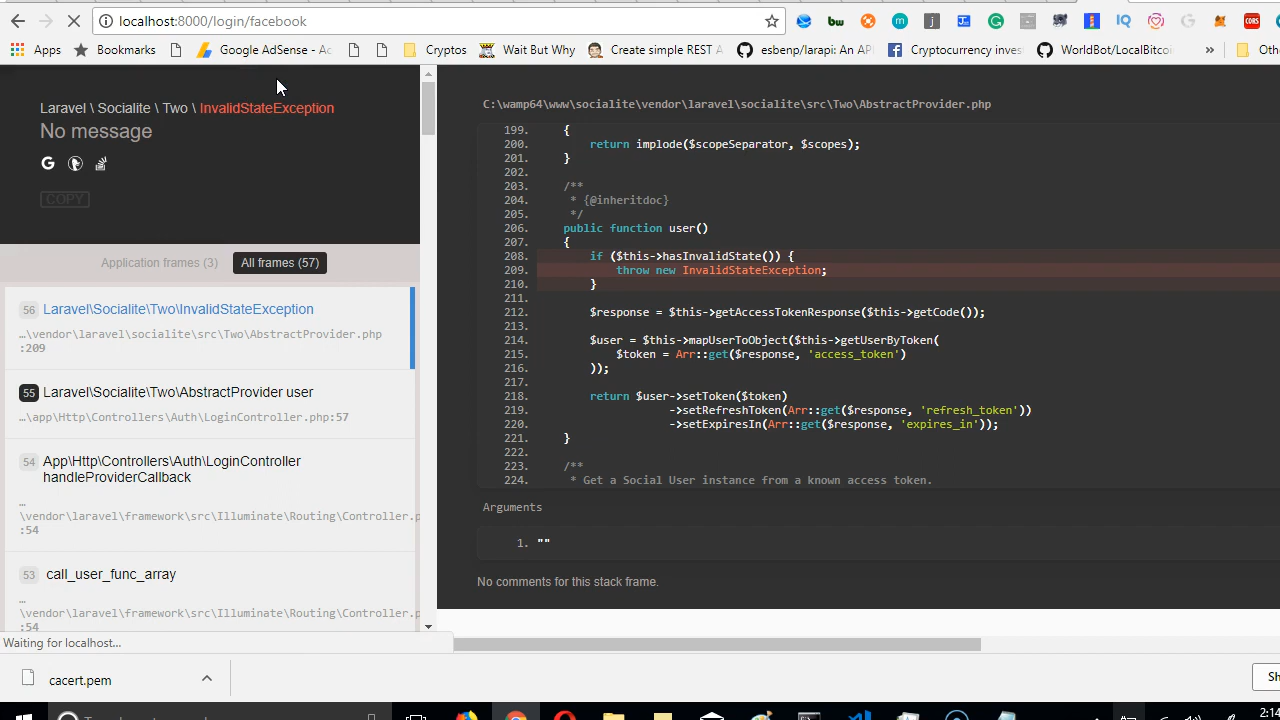 localhost:8000/login/facebook
Apps Bookmarks Google AdSense - Ac Cryptos Wait But Why Create simple REST A esbenp/larapi: An API Cryptocurrency inves WorldBot/LocalBitcoi » Oth
Laravel \ Socialite \ Two \ InvalidStateException
No message
COPY
Application frames (3) All frames (57)
56 Laravel\Socialite\Two\InvalidStateException
…\vendor\laravel\socialite\src\Two\AbstractProvider.php
:209
55 Laravel\Socialite\Two\AbstractProvider user
…\app\Http\Controllers\Auth\LoginController.php:57
54 App\Http\Controllers\Auth\LoginController
handleProviderCallback
…
\vendor\laravel\framework\src\Illuminate\Routing\Controller.p
:54
53 call_user_func_array
…
\vendor\laravel\framework\src\Illuminate\Routing\Controller.p
:54
Waiting for localhost...
C:\wamp64\www\socialite\vendor\laravel\socialite\src\Two\AbstractProvider.php
199. {
200. return implode($scopeSeparator, $scopes);
201. }
202.
203. /**
204. * {@inheritdoc}
205. */
206. public function user()
207. {
208. if ($this->hasInvalidState()) {
209. throw new InvalidStateException;
210. }
211.
212. $response = $this->getAccessTokenResponse($this->getCode());
213.
214. $user = $this->mapUserToObject($this->getUserByToken(
215. $token = Arr::get($response, 'access_token')
216. ));
217.
218. return $user->setToken($token)
219. ->setRefreshToken(Arr::get($response, 'refresh_token'))
220. ->setExpiresIn(Arr::get($response, 'expires_in'));
221. }
222.
223. /**
224. * Get a Social User instance from a known access token.
Arguments
1. ""
No comments for this stack frame.
cacert.pem
Sh
2:14